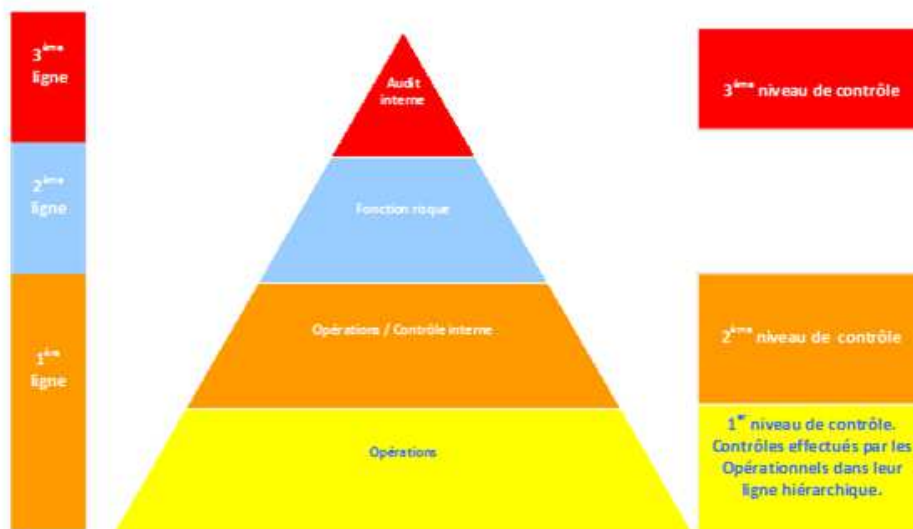 3ème
ligne
Audit
interne
3ème niveau de contrôle
2ème
ligne
Fonction risque
1ère
ligne
Opérations / Contrôle interne
2ème niveau de contrôle
Opérations
1er niveau de contrôle.
Contrôles effectués par les
Opérationnels dans leur
ligne hiérarchique.